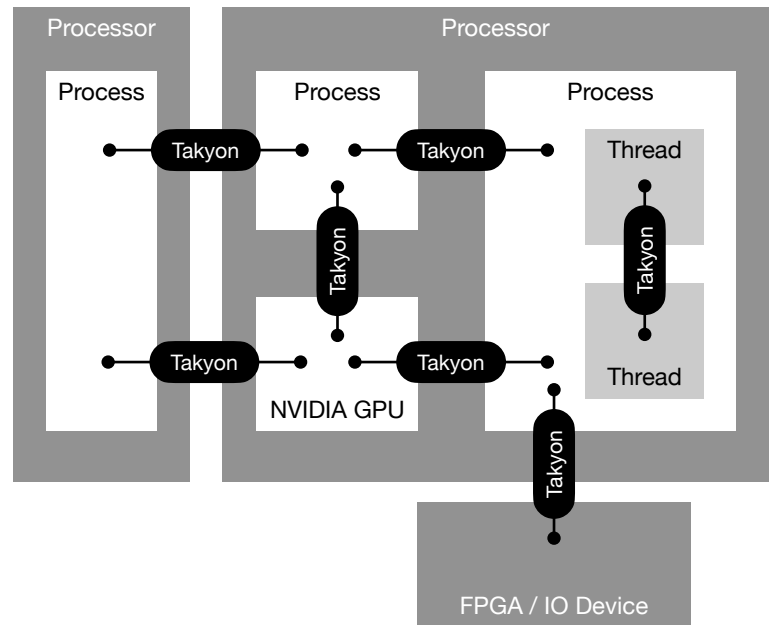 Processor
Processor
Process
Process
Process
Takyon
Takyon
Thread
Takyon
Takyon
Takyon
Takyon
Thread
NVIDIA GPU
Takyon
FPGA / IO Device